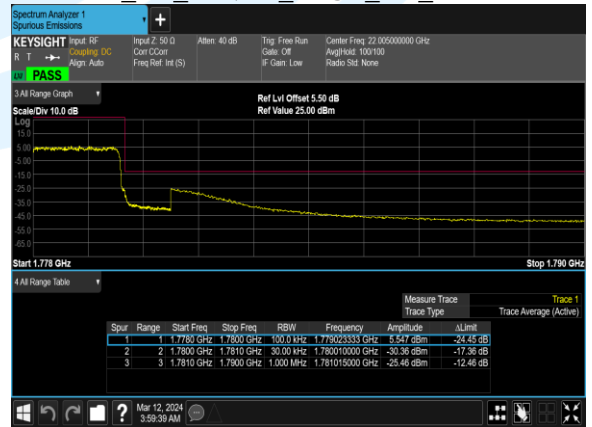 Spectrum Analyzer 1
Spurious Emissions
+
KEYSIGHT Input: RF Input Z: 50 Ω Atten: 40 dB Trig: Free Run Center Freq: 22.005000000 GHz
R T Coupling: DC Corr CCorr Gate: Off Avg|Hold: 100/100
Align: Auto Freq Ref: Int (S) IF Gain: Low Radio Std: None
PASS
3 All Range Graph
Ref Lvl Offset 5.50 dB
Scale/Div 10.0 dB Ref Value 25.00 dBm
Log
15.0
5.00
-5.00
-15.0
-25.0
-35.0
-45.0
-55.0
-65.0
Start 1.778 GHz Stop 1.790 GHz
4 All Range Table
Measure Trace Trace 1
Trace Type Trace Average (Active)
Spur Range Start Freq Stop Freq RBW Frequency Amplitude ΔLimit
1 1 1.7780 GHz 1.7800 GHz 100.0 kHz 1.779023333 GHz 5.547 dBm -24.45 dB
2 2 1.7800 GHz 1.7810 GHz 30.00 kHz 1.780010000 GHz -30.36 dBm -17.36 dB
3 3 1.7810 GHz 1.7900 GHz 1.000 MHz 1.781015000 GHz -25.46 dBm -12.46 dB
? Mar 12, 2024
3:59:39 AM